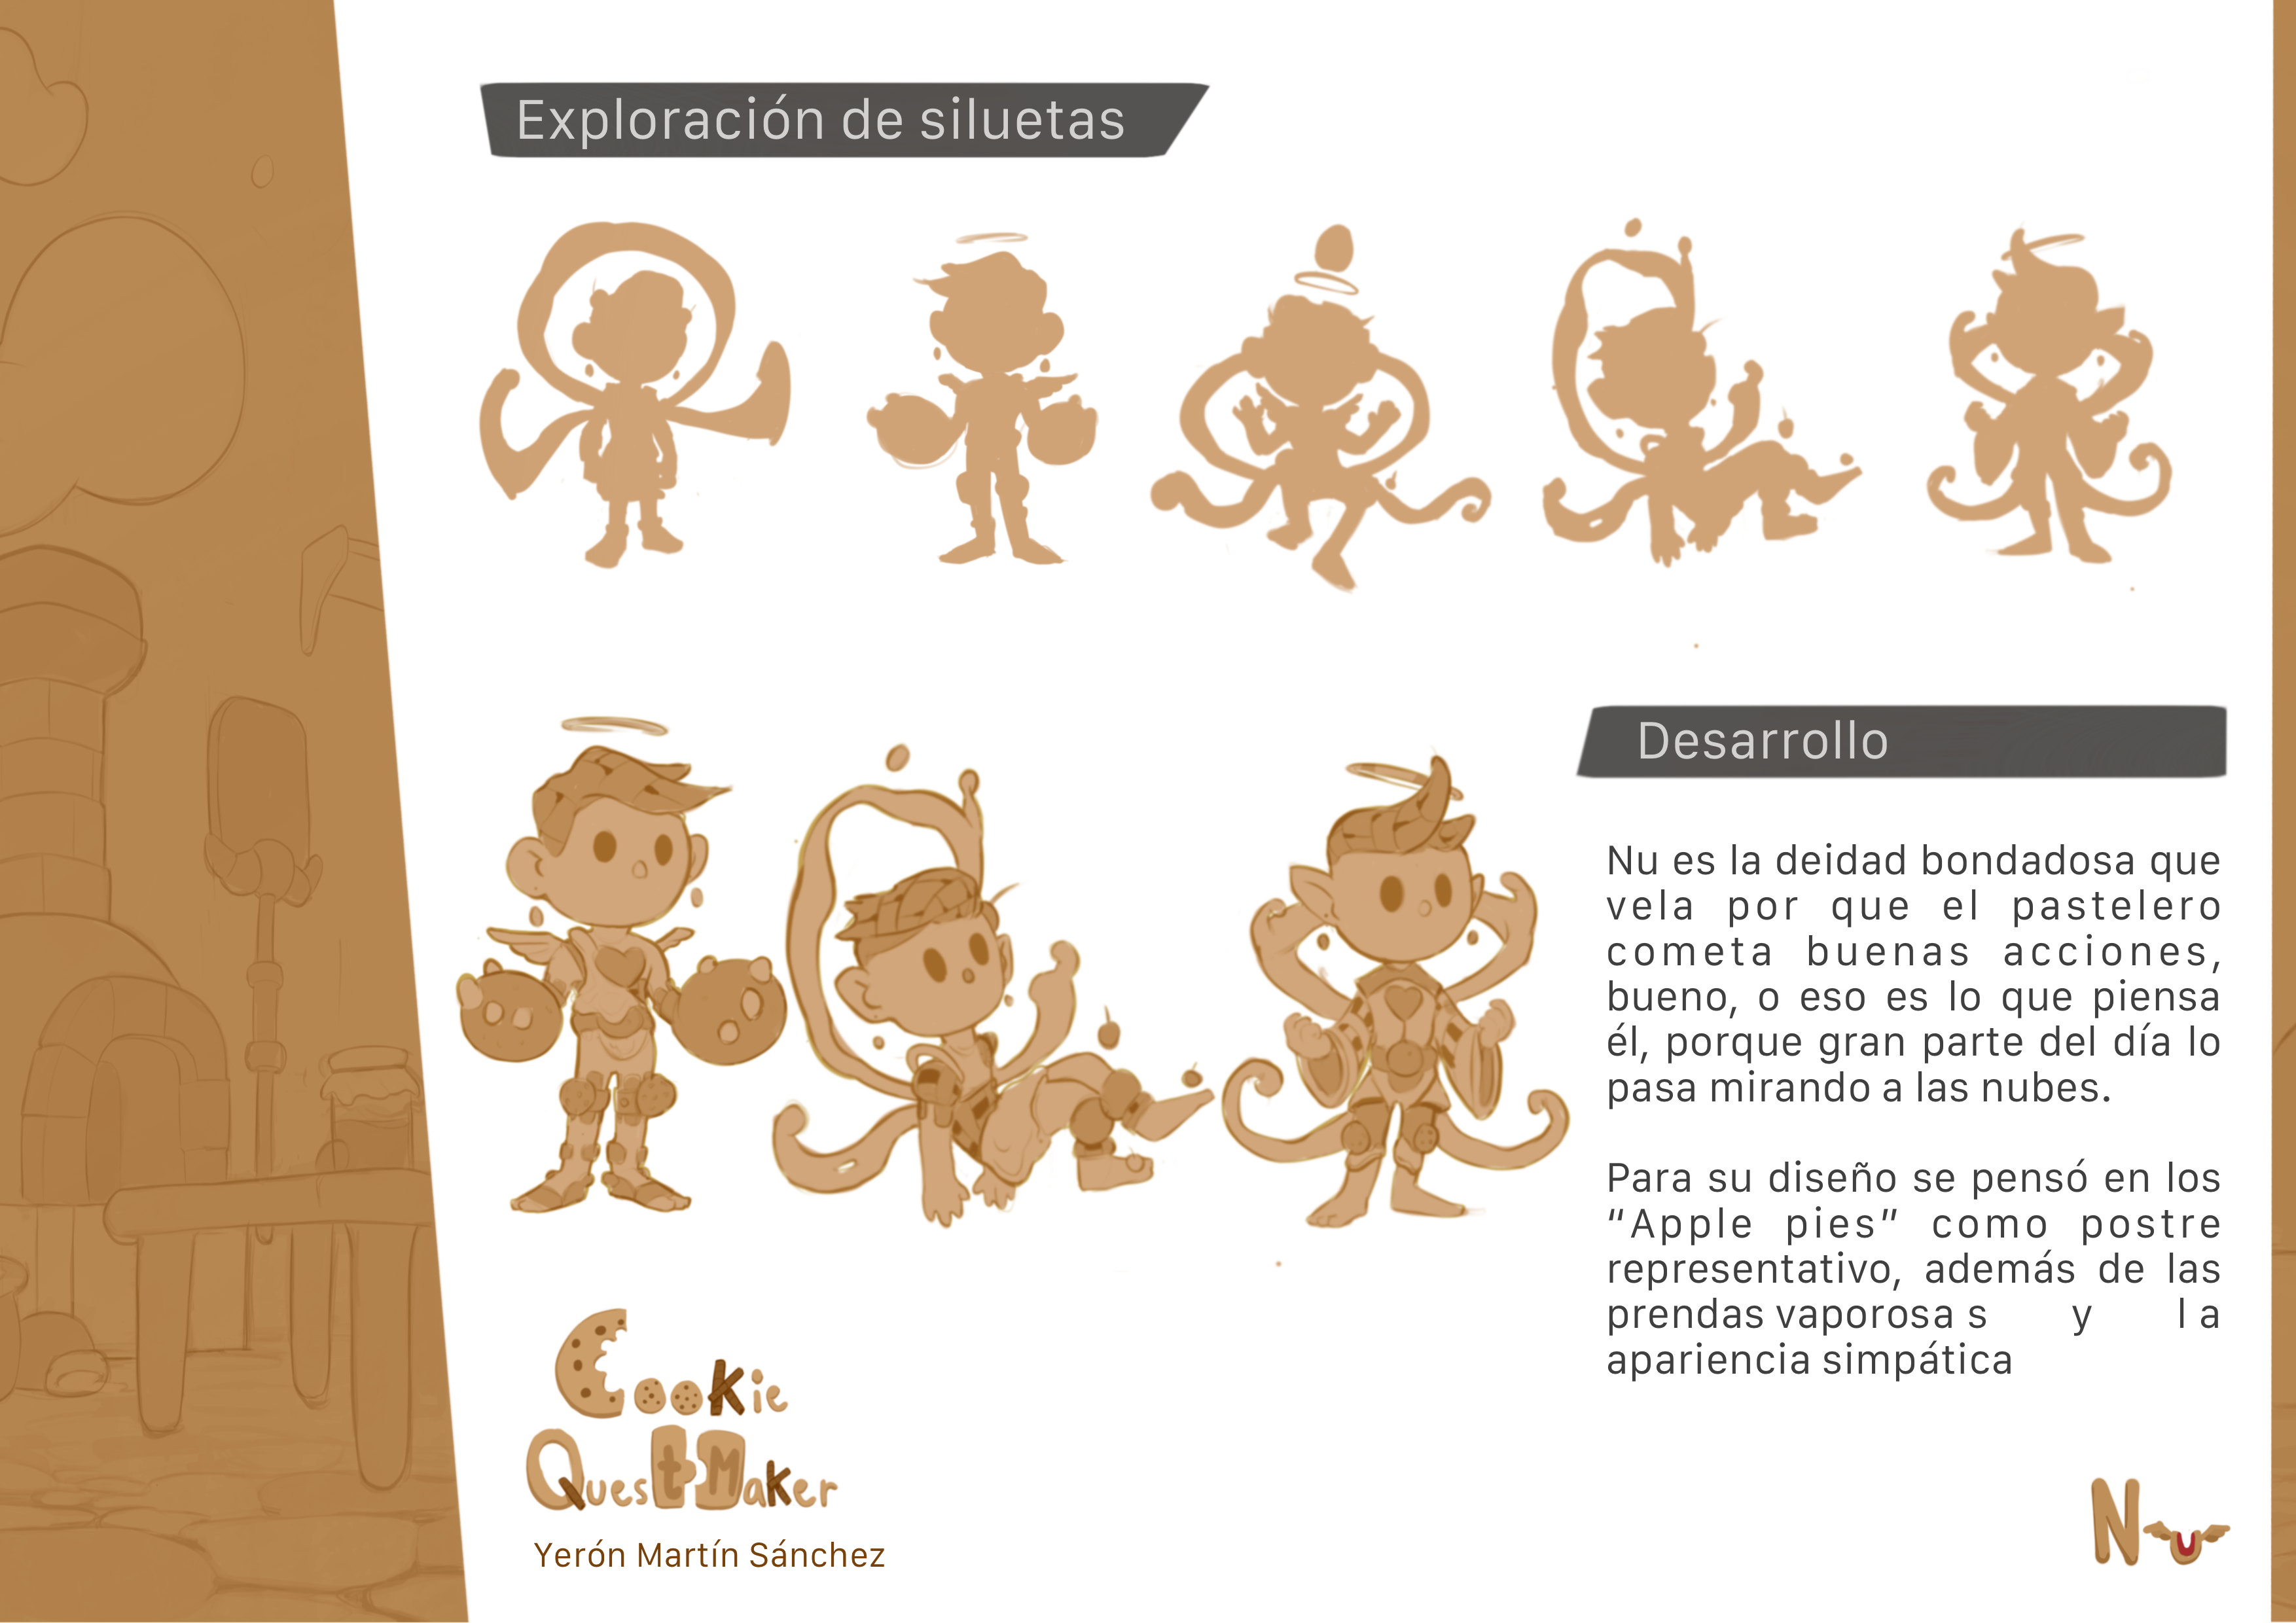 Exploración de siluetas
Desarrollo
Nu es la deidad bondadosa que
vela por que el pastelero
cometa buenas acciones,
bueno, o eso es lo que piensa
él, porque gran parte del día lo
pasa mirando a las nubes.
Para su diseño se pensó en los
“Apple pies” como postre
representativo, además de las
prendas vaporosa s y l a
apariencia simpática
Cookie
Quest Maker
Yerón Martín Sánchez
Nu